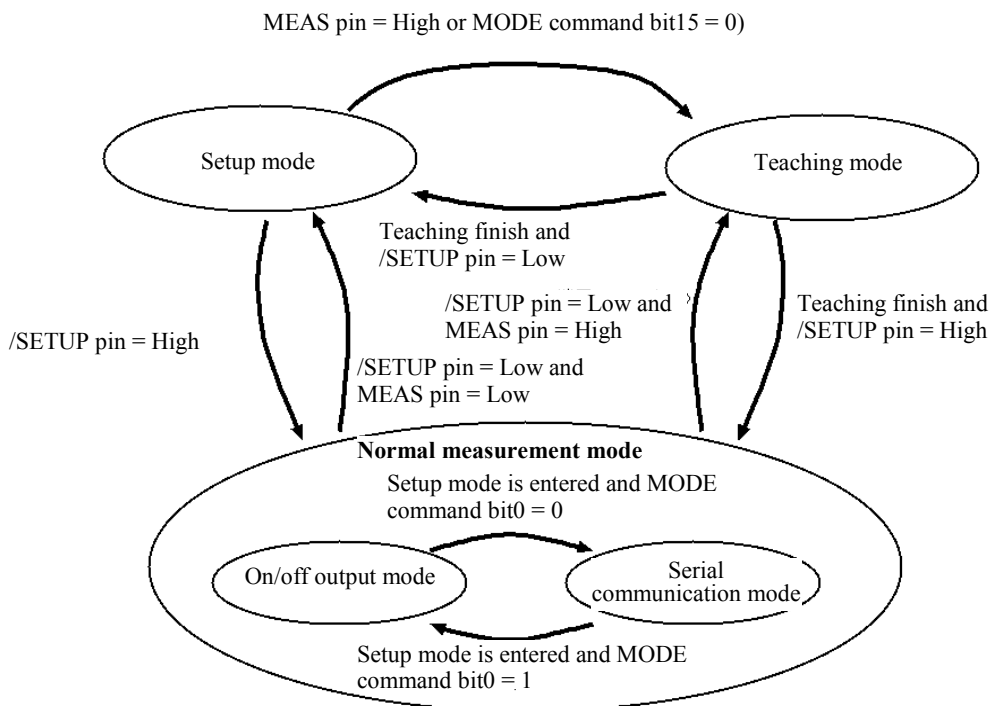 MEAS pin = High or MODE command bit15 = 0)
Setup mode
Teaching mode
Teaching finish and
/SETUP pin = Low
/SETUP pin = Low and
MEAS pin = High
Teaching finish and
/SETUP pin = High
/SETUP pin = High
/SETUP pin = Low and
MEAS pin = Low
Normal measurement mode
Setup mode is entered and MODE
command bit0 = 0
On/off output mode
Serial
communication mode
Setup mode is entered and MODE
command bit0 = 1